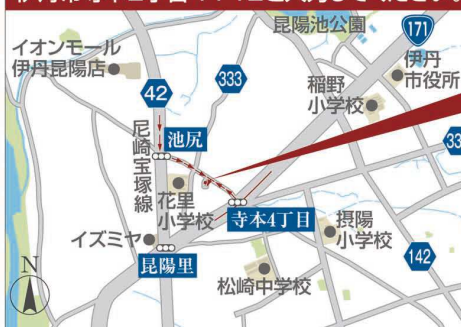 昆陽池公園
171
イオンモール
伊丹昆陽店
伊丹
市役所
333
42
稲野
小学校
尼崎宝塚線
池尻
33
花里
小学校
寺本4丁目
摂陽
小学校
イズミヤ
昆陽里
142
松崎中学校
N